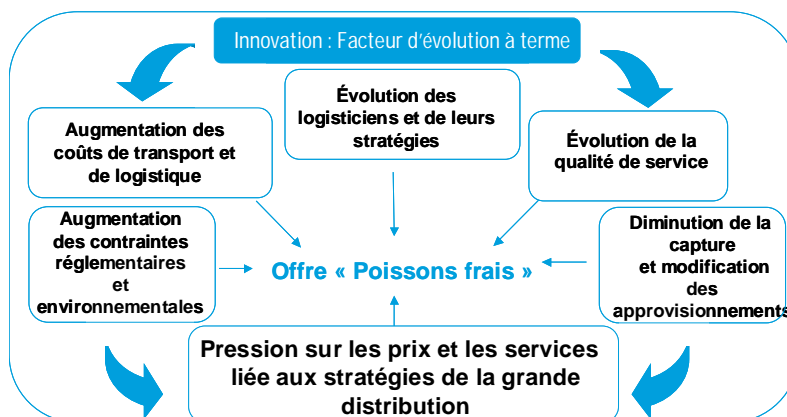 Innovation : Facteur d'évolution à terme
Évolution des
logisticiens et de leurs
stratégies
Augmentation des
coûts de transport et
de logistique
Évolution de la
qualité de service
Augmentation
des contraintes
réglementaires
et
environnementales
Offre « Poissons frais »
Diminution de la
capture
et modification
des
approvisionnements
Pression sur les prix et les services
liée aux stratégies de la grande
distribution